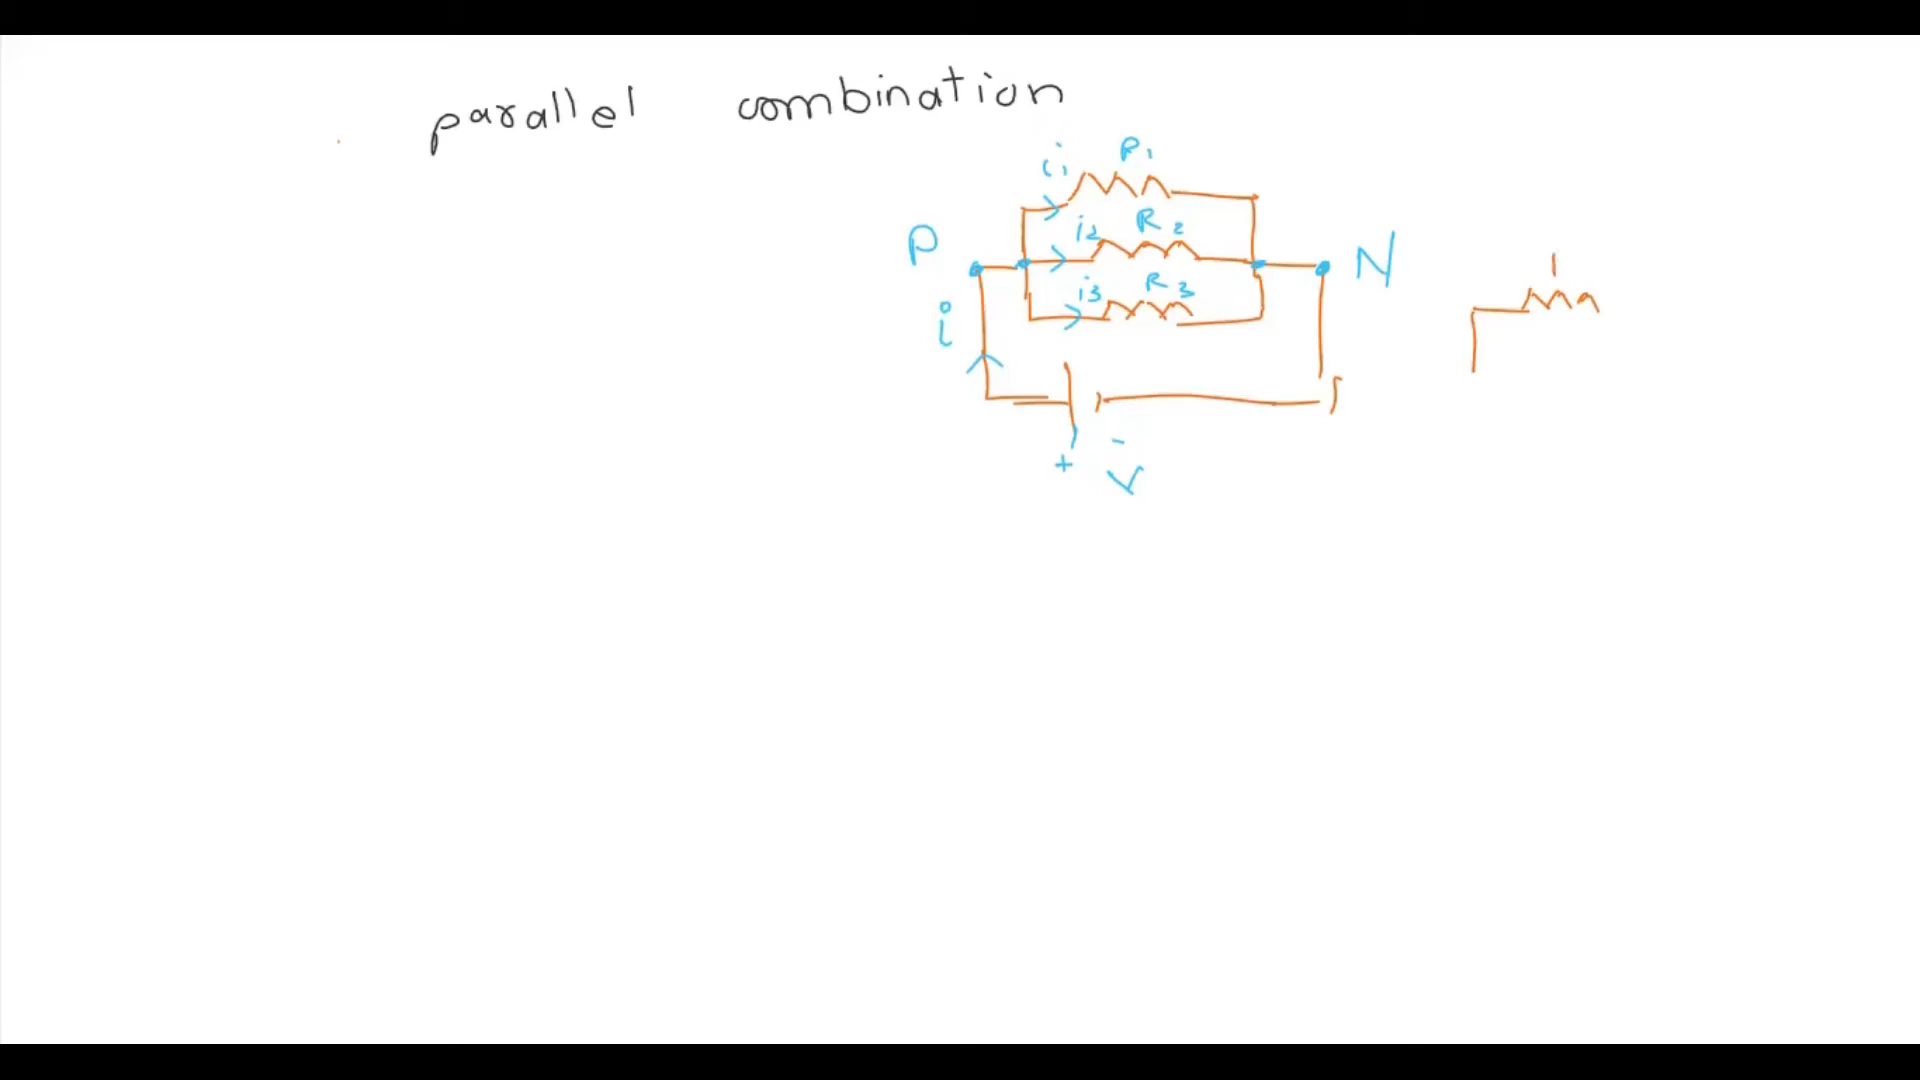 parallel combination
i1 R1
i2 R2
P N
i3 R3
i
+ -
V